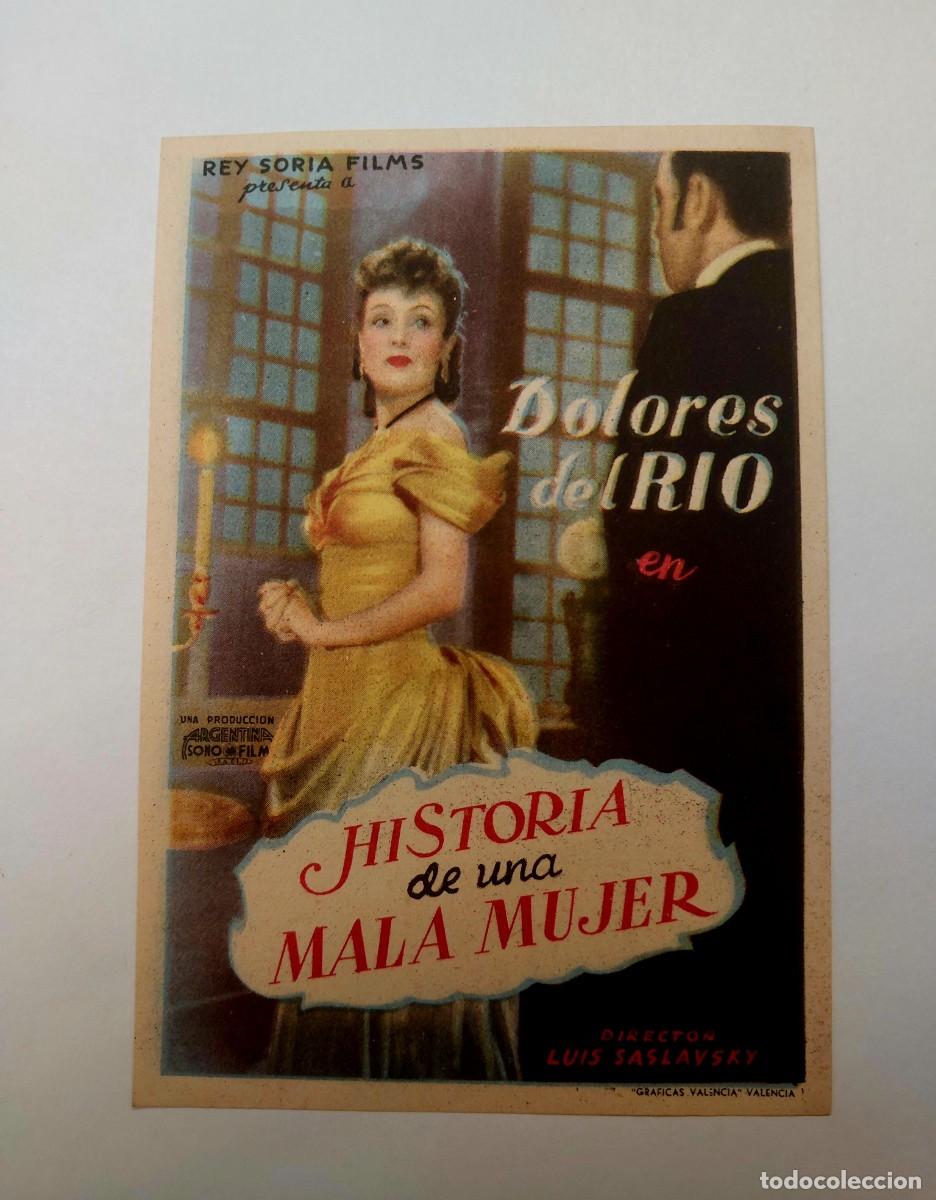 REY SORIA FILMS
presenta a
Dolores
del RIO
en
UNA PRODUCCION
ARGENTINA
SONO FILM
HISTORIA
de una
MALA MUJER
DIRECTOR
LUIS SASLAVSKY
"GRAFICAS VALENCIA" VALENCIA
todocoleccion